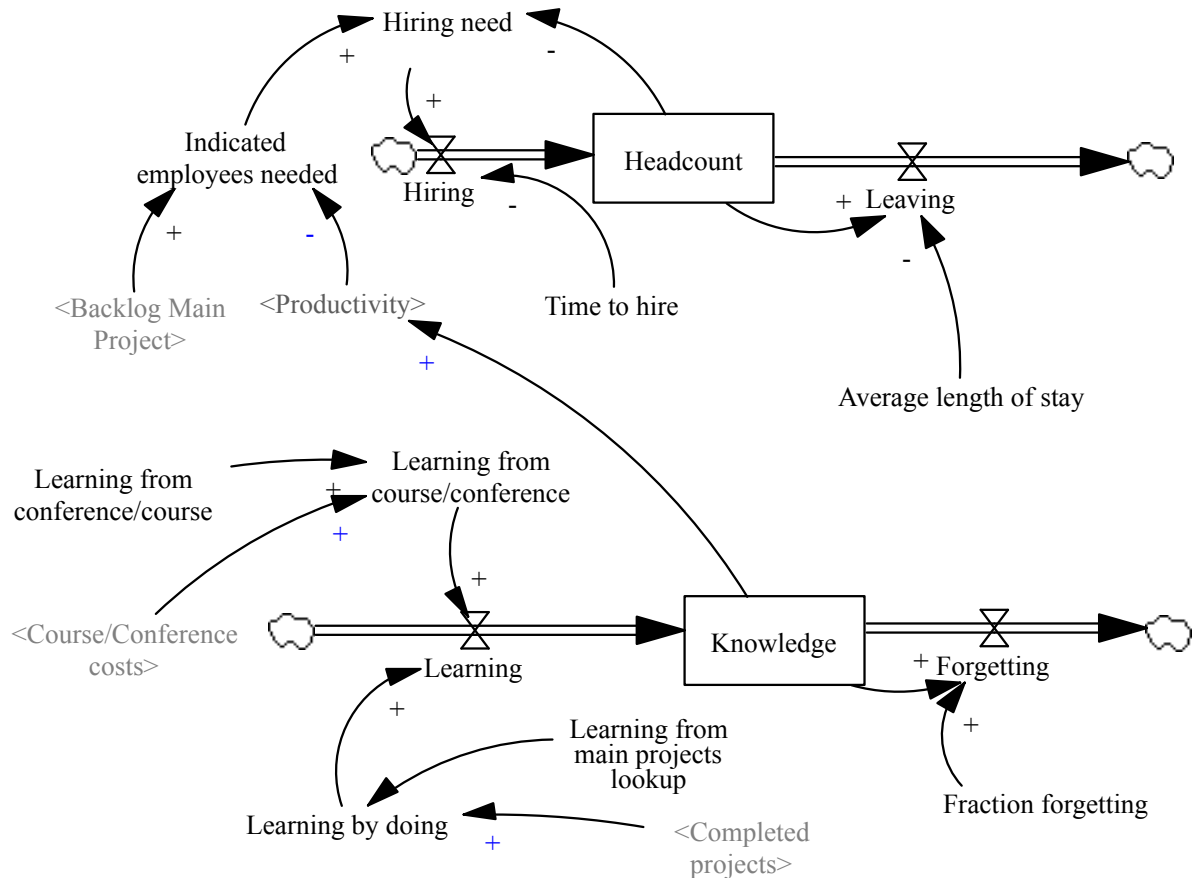 Hiring need
+
-
+
Indicated
employees needed
Headcount
Hiring
-
+
Leaving
+
-
-
<Backlog Main
Project>
<Productivity>
Time to hire
+
Average length of stay
Learning from
conference/course
Learning from
course/conference
+
+
+
<Course/Conference
costs>
Learning
Knowledge
+
Forgetting
+
+
Learning from
main projects
lookup
Fraction forgetting
Learning by doing
+
<Completed
projects>